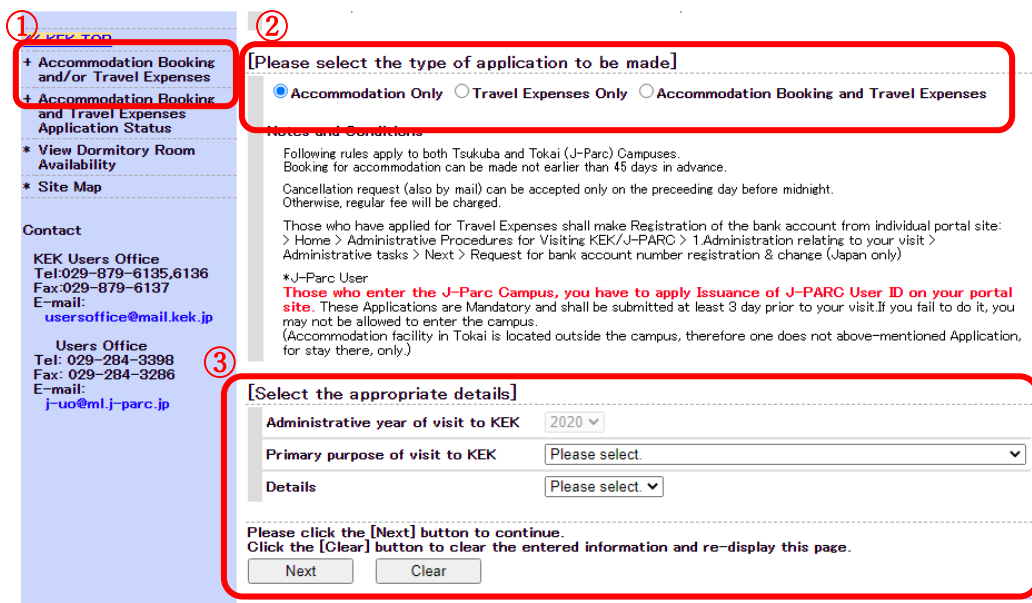 ①
<< KEK TOP
+ Accommodation Booking
and/or Travel Expenses
+ Accommodation Booking
and Travel Expenses
Application Status
* View Dormitory Room
Availability
* Site Map
Contact
KEK Users Office
Tel:029-879-6135,6136
Fax:029-879-6137
E-mail:
usersoffice@mail.kek.jp
Users Office
Tel: 029-284-3398
Fax: 029-284-3286
E-mail:
j-uo@ml.j-parc.jp
②
[Please select the type of application to be made]
Accommodation Only Travel Expenses Only Accommodation Booking and Travel Expenses
Notes and Conditions
Following rules apply to both Tsukuba and Tokai (J-Parc) Campuses.
Booking for accommodation can be made not earlier than 45 days in advance.
Cancellation request (also by mail) can be accepted only on the preceeding day before midnight.
Otherwise, regular fee will be charged.
Those who have applied for Travel Expenses shall make Registration of the bank account from individual portal site:
> Home > Administrative Procedures for Visiting KEK/J-PARC > 1.Administration relating to your visit >
Administrative tasks > Next > Request for bank account number registration & change (Japan only)
*J-Parc User
Those who enter the J-Parc Campus, you have to apply Issuance of J-PARC User ID on your portal
site. These Applications are Mandatory and shall be submitted at least 3 day prior to your visit.If you fail to do it, you
may not be allowed to enter the campus.
(Accommodation facility in Tokai is located outside the campus, therefore one does not above-mentioned Application,
for stay there, only.)
③
[Select the appropriate details]
Administrative year of visit to KEK 2020
Primary purpose of visit to KEK Please select.
Details Please select.
Please click the [Next] button to continue.
Click the [Clear] button to clear the entered information and re-display this page.
Next Clear